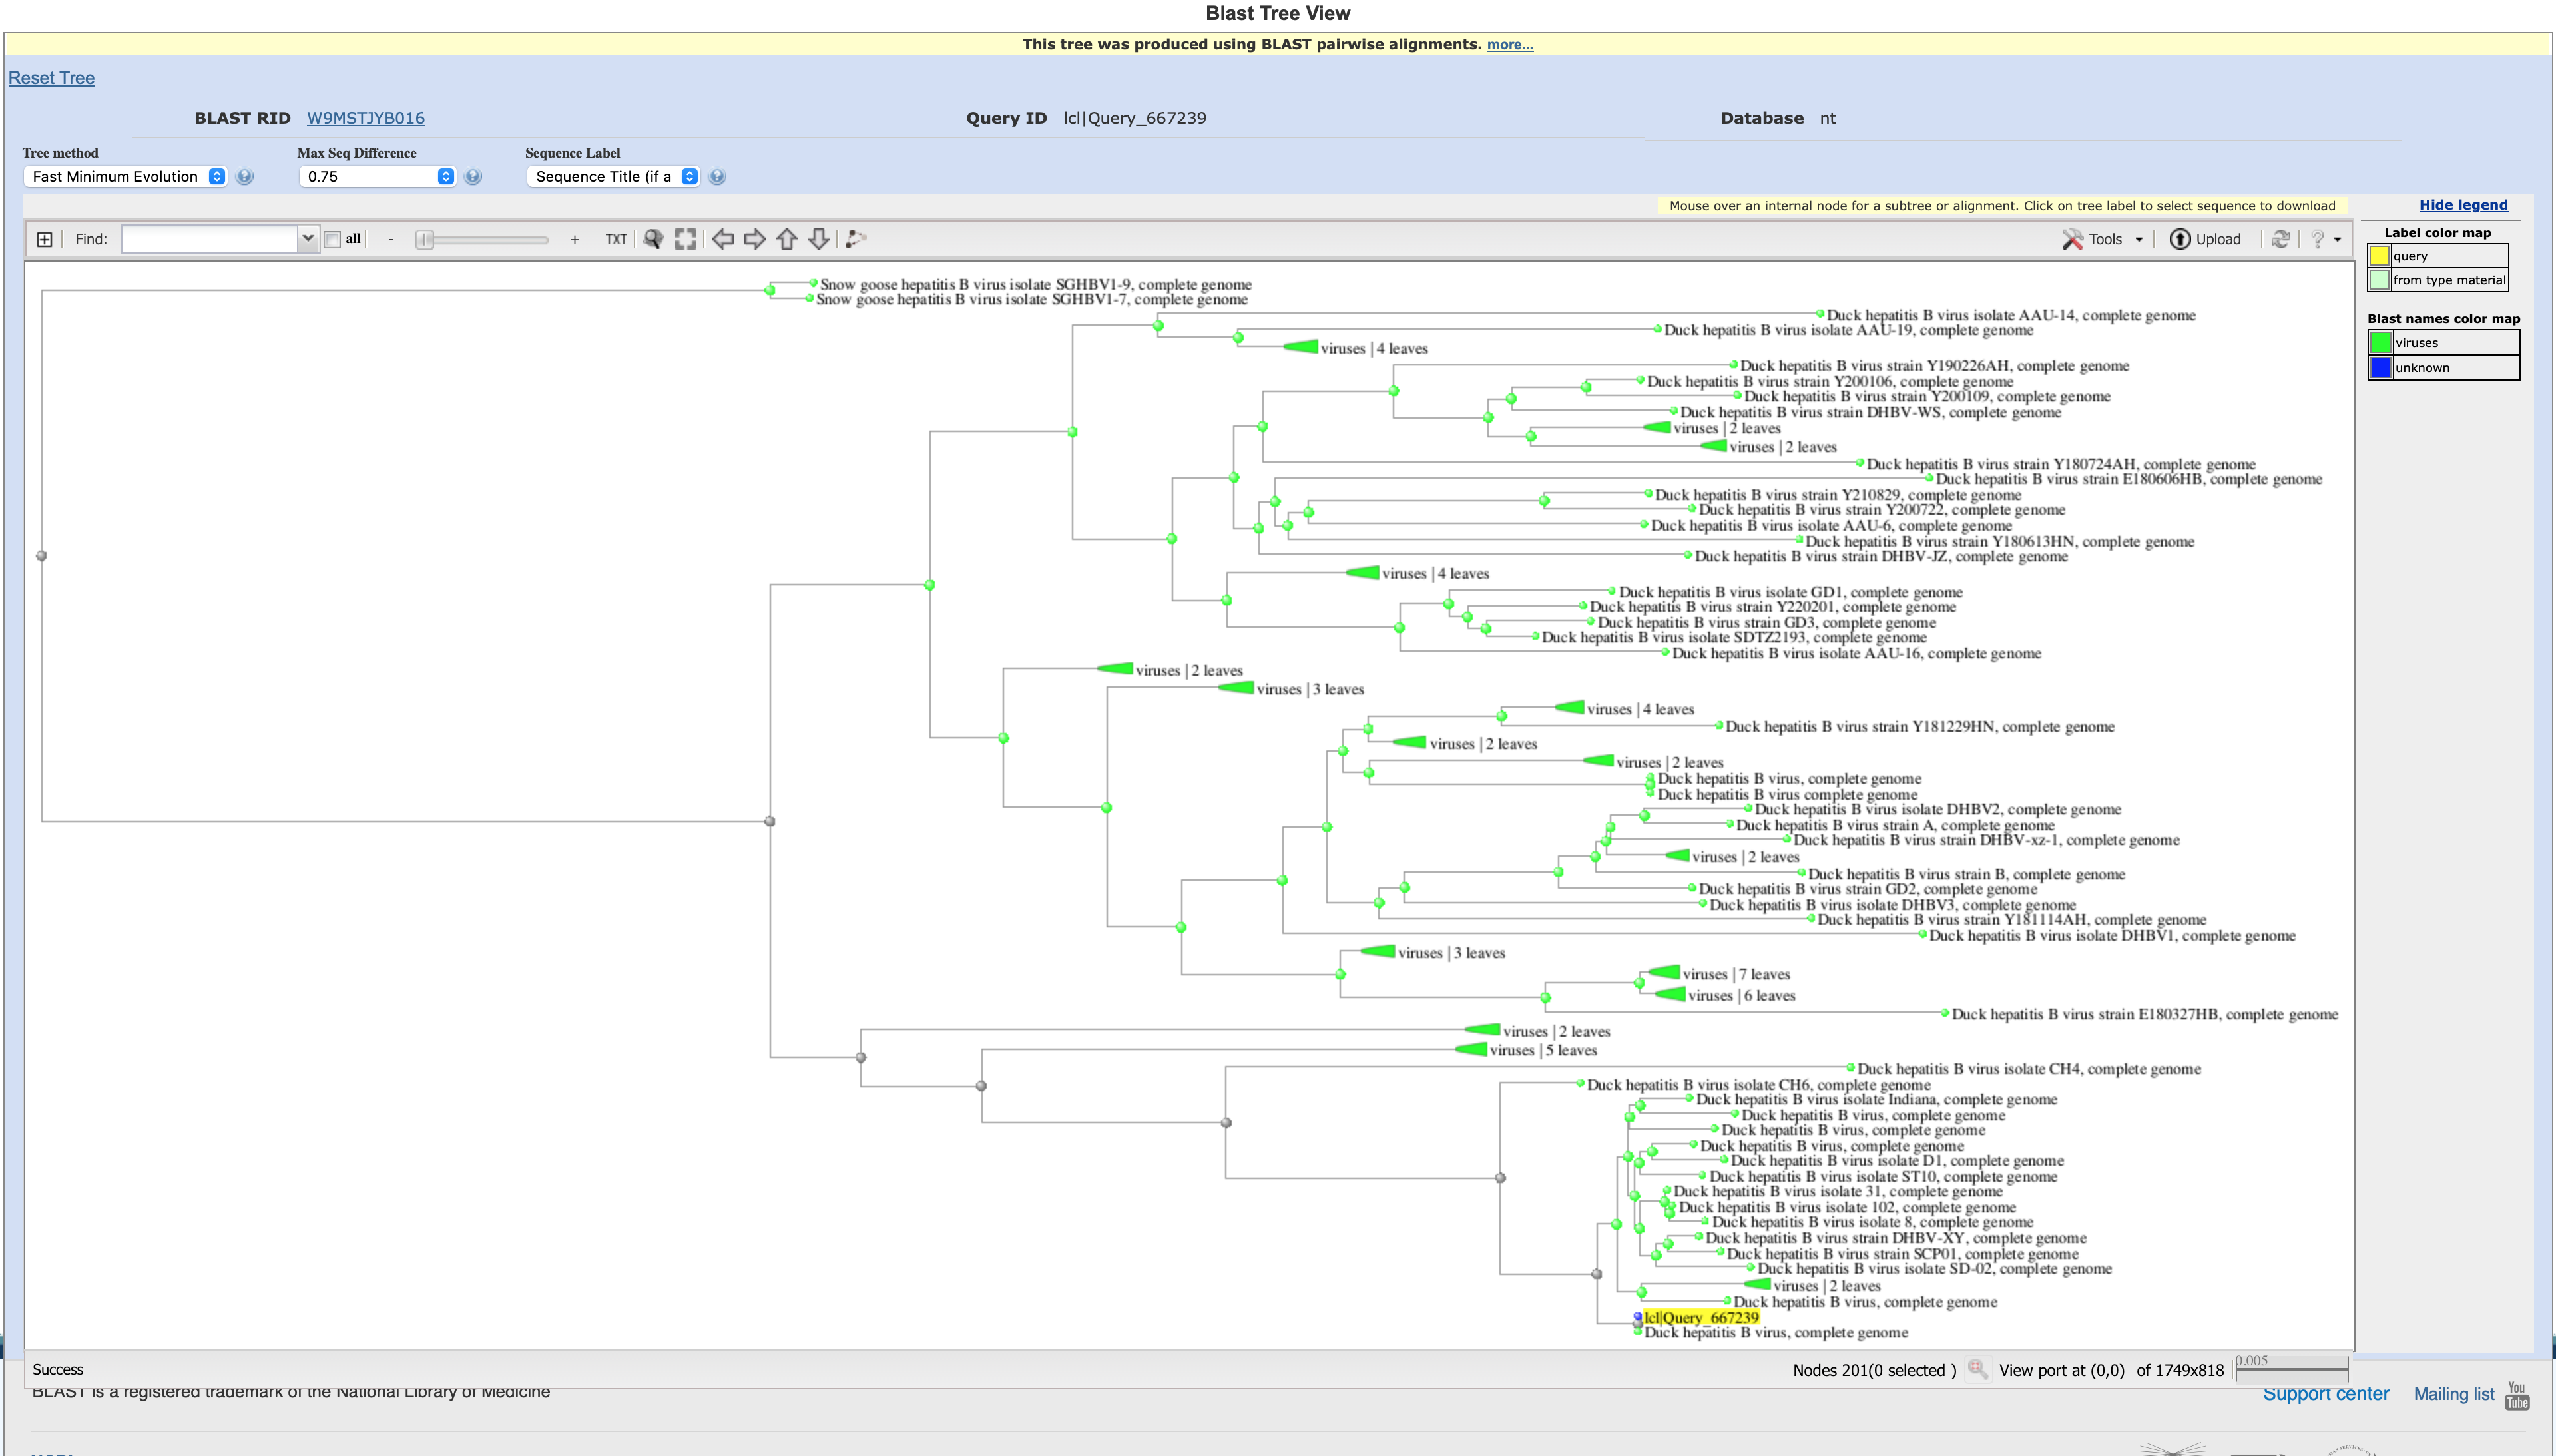 Blast Tree View
This tree was produced using BLAST pairwise alignments. more...
Reset Tree
BLAST RID W9MSTJYB016 Query ID lcl|Query_667239 Database nt
Tree method Max Seq Difference Sequence Label
Fast Minimum Evolution ? 0.75 ? Sequence Title (if a ?
Mouse over an internal node for a subtree or alignment. Click on tree label to select sequence to download
Hide legend
Find: all - + TXT Tools Upload ?
Label color map
query
from type material
Blast names color map
viruses
unknown
Snow goose hepatitis B virus isolate SGHBV1-9, complete genome
Snow goose hepatitis B virus isolate SGHBV1-7, complete genome
Duck hepatitis B virus isolate AAU-14, complete genome
Duck hepatitis B virus isolate AAU-19, complete genome
viruses | 4 leaves
Duck hepatitis B virus strain Y190226AH, complete genome
Duck hepatitis B virus strain Y200106, complete genome
Duck hepatitis B virus strain Y200109, complete genome
Duck hepatitis B virus strain DHBV-WS, complete genome
viruses | 2 leaves
viruses | 2 leaves
Duck hepatitis B virus strain Y180724AH, complete genome
Duck hepatitis B virus strain E180606HB, complete genome
Duck hepatitis B virus strain Y210829, complete genome
Duck hepatitis B virus strain Y200722, complete genome
Duck hepatitis B virus isolate AAU-6, complete genome
Duck hepatitis B virus strain Y180613HN, complete genome
Duck hepatitis B virus strain DHBV-JZ, complete genome
viruses | 4 leaves
Duck hepatitis B virus isolate GD1, complete genome
Duck hepatitis B virus strain Y220201, complete genome
Duck hepatitis B virus strain GD3, complete genome
Duck hepatitis B virus isolate SDTZ2193, complete genome
Duck hepatitis B virus isolate AAU-16, complete genome
viruses | 2 leaves
viruses | 3 leaves
viruses | 4 leaves
Duck hepatitis B virus strain Y181229HN, complete genome
viruses | 2 leaves
viruses | 2 leaves
Duck hepatitis B virus, complete genome
Duck hepatitis B virus complete genome
Duck hepatitis B virus isolate DHBV2, complete genome
Duck hepatitis B virus strain A, complete genome
Duck hepatitis B virus strain DHBV-xz-1, complete genome
viruses | 2 leaves
Duck hepatitis B virus strain B, complete genome
Duck hepatitis B virus strain GD2, complete genome
Duck hepatitis B virus isolate DHBV3, complete genome
Duck hepatitis B virus strain Y181114AH, complete genome
Duck hepatitis B virus isolate DHBV1, complete genome
viruses | 3 leaves
viruses | 7 leaves
viruses | 6 leaves
Duck hepatitis B virus strain E180327HB, complete genome
viruses | 2 leaves
viruses | 5 leaves
Duck hepatitis B virus isolate CH4, complete genome
Duck hepatitis B virus isolate CH6, complete genome
Duck hepatitis B virus isolate Indiana, complete genome
Duck hepatitis B virus, complete genome
Duck hepatitis B virus, complete genome
Duck hepatitis B virus, complete genome
Duck hepatitis B virus isolate D1, complete genome
Duck hepatitis B virus isolate ST10, complete genome
Duck hepatitis B virus isolate 31, complete genome
Duck hepatitis B virus isolate 102, complete genome
Duck hepatitis B virus isolate 8, complete genome
Duck hepatitis B virus strain DHBV-XY, complete genome
Duck hepatitis B virus strain SCP01, complete genome
Duck hepatitis B virus isolate SD-02, complete genome
viruses | 2 leaves
Duck hepatitis B virus, complete genome
lcl|Query_667239
Duck hepatitis B virus, complete genome
Success Nodes 201(0 selected ) View port at (0,0) of 1749x818 0.005
BLAST is a registered trademark of the National Library of Medicine Support center Mailing list You Tube